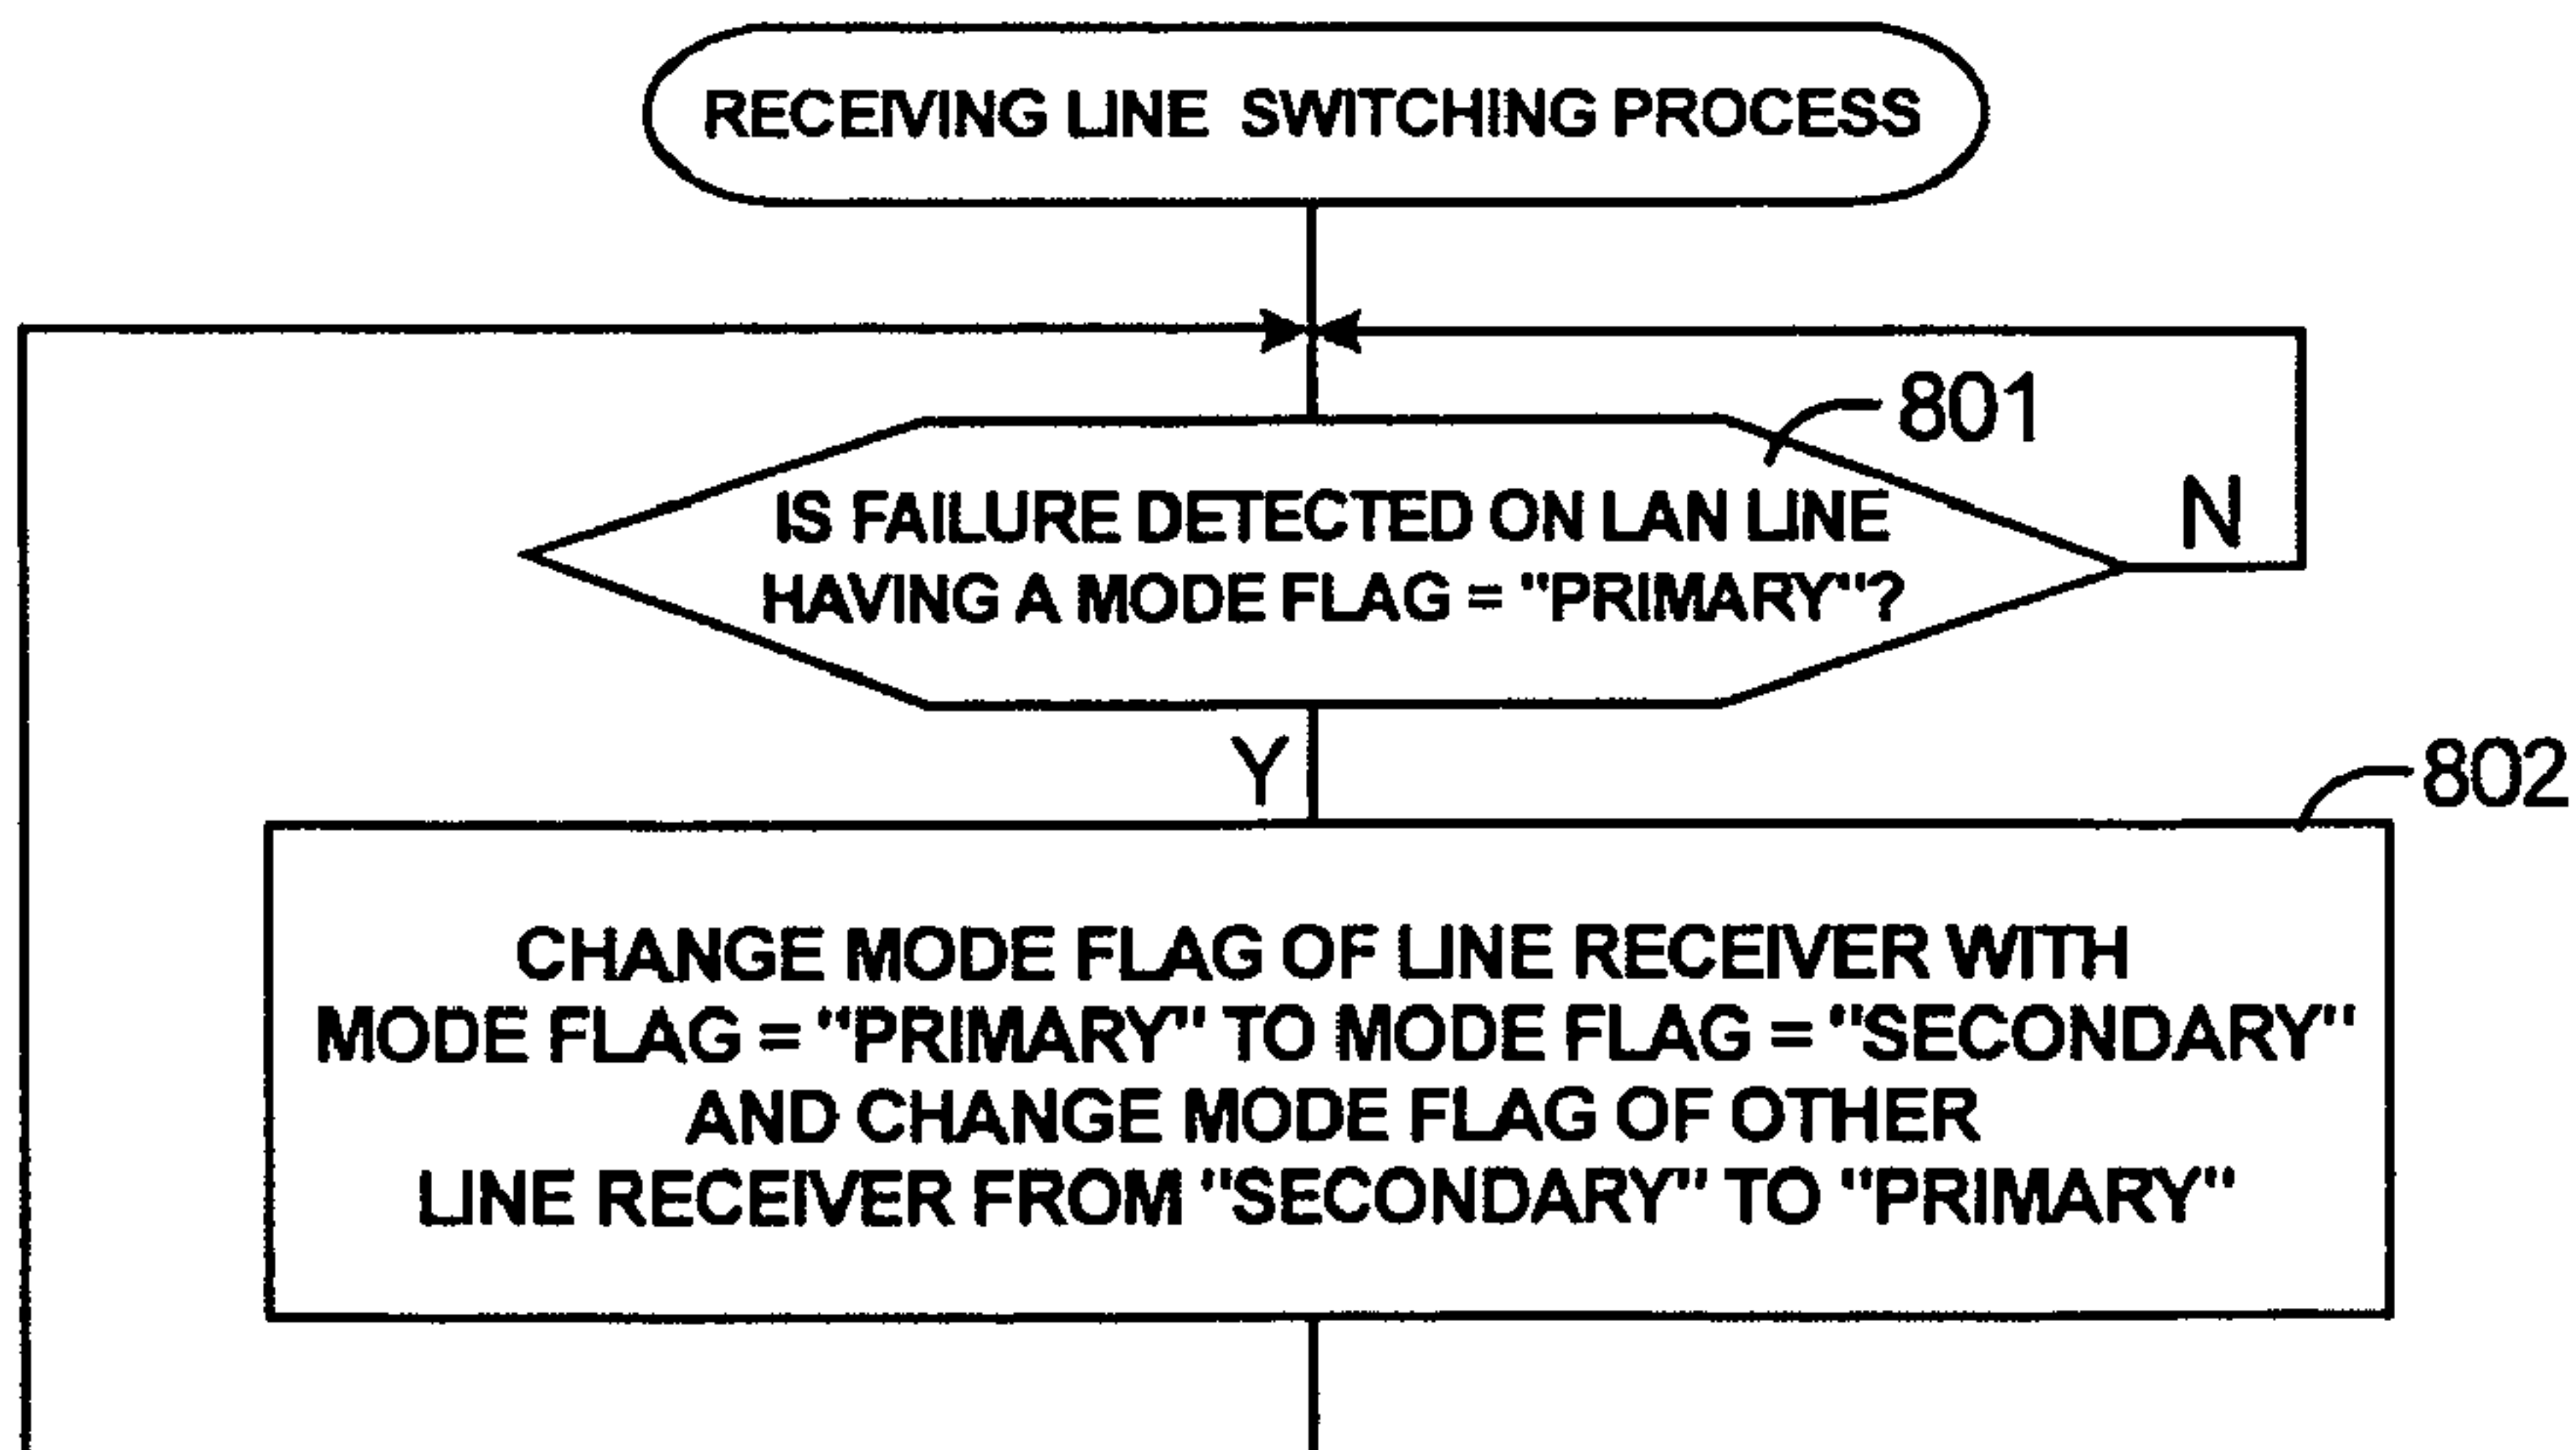 RECEIVING LINE SWITCHING PROCESS
801
IS FAILURE DETECTED ON LAN LINE
HAVING A MODE FLAG = "PRIMARY"?
N
Y
802
CHANGE MODE FLAG OF LINE RECEIVER WITH
MODE FLAG = "PRIMARY" TO MODE FLAG = "SECONDARY"
AND CHANGE MODE FLAG OF OTHER
LINE RECEIVER FROM "SECONDARY" TO "PRIMARY"